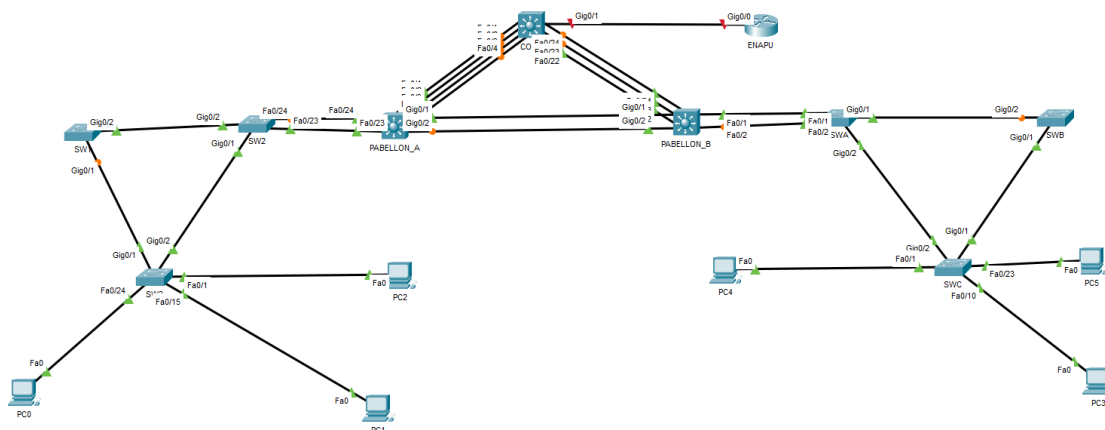 Gig0/1
Gig0/0
Fa0/4
CO
Fa0/24
Fa0/23
Fa0/22
ENAPU
Gig0/2
Gig0/2
Fa0/24
Fa0/24
Gig0/1
Gig0/1
Gig0/1
Gig0/2
Fa0/23
Fa0/23
Gig0/2
Gig0/2
Fa0/1
Fa0/1
Fa0/2
Fa0/2
SW2
PABELLON_A
PABELLON_B
SWA
SWB
Gig0/1
Gig0/1
Gig0/2
Gig0/1
Gig0/2
Gig0/1
Gig0/2
Fa0/1
Fa0/1
Fa0/24
Fa0/15
Fa0
PC2
Fa0
PC4
SWC
Fa0/23
Fa0
PC5
Fa0/10
Fa0
PC0
Fa0
PC1
Fa0
PC3